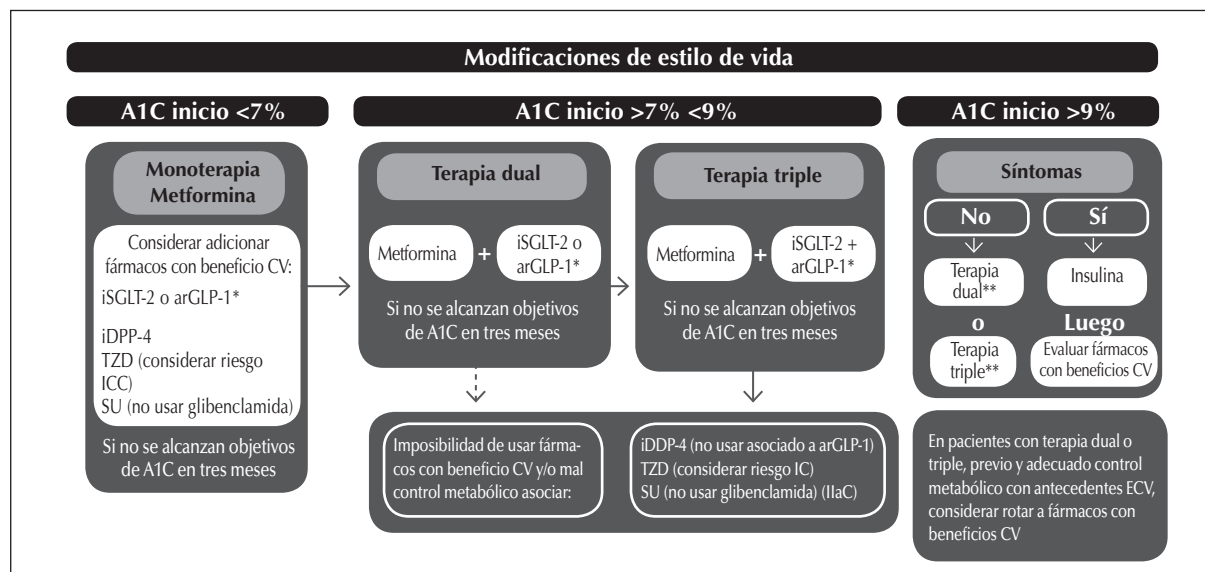 Modificaciones de estilo de vida
A1C inicio <7%
Monoterapia
Metformina
Considerar adicionar
fármacos con beneficio CV:
iSGLT-2 o arGLP-1*
iDPP-4
TZD (considerar riesgo
ICC)
SU (no usar glibenclamida)
Si no se alcanzan objetivos
de A1C en tres meses
A1C inicio >7% <9%
Terapia dual
Metformina
+
iSGLT-2 o
arGLP-1*
Si no se alcanzan objetivos
de A1C en tres meses
Terapia triple
Metformina
+
iSGLT-2 +
arGLP-1*
Si no se alcanzan objetivos
de A1C en tres meses
Imposibilidad de usar fárma-
cos con beneficio CV y/o mal
control metabólico asociar:
iDDP-4 (no usar asociado a arGLP-1)
TZD (considerar riesgo IC)
SU (no usar glibenclamida) (IIaC)
A1C inicio >9%
Síntomas
No
Terapia
dual**
o
Terapia
triple**
Sí
Insulina
Luego
Evaluar fármacos
con beneficios CV
En pacientes con terapia dual o
triple, previo y adecuado control
metabólico con antecedentes ECV,
considerar rotar a fármacos con
beneficios CV